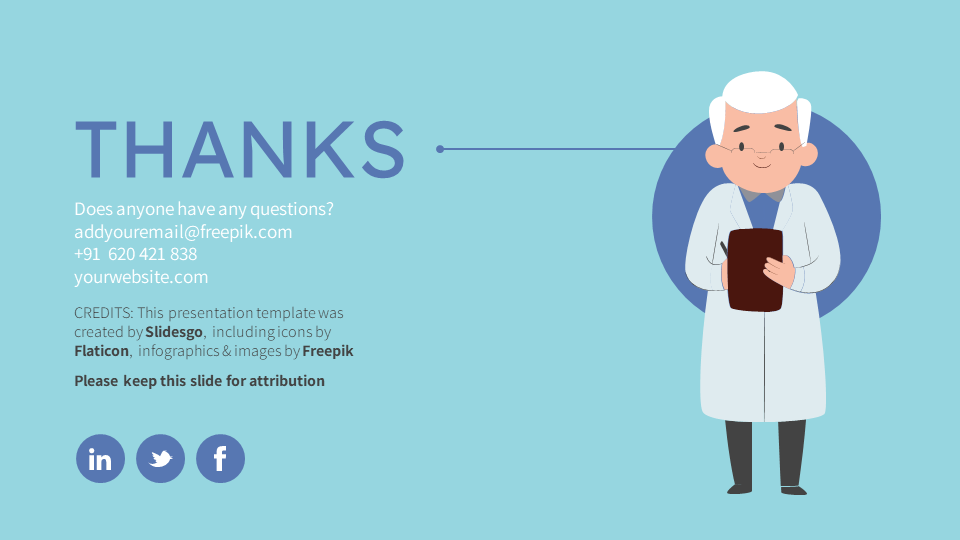 THANKS
Does anyone have any questions?
addyouremail@freepik.com
+91 620 421 838
yourwebsite.com
CREDITS: This presentation template was
created by Slidesgo, including icons by
Flaticon, infographics & images by Freepik
Please keep this slide for attribution
in
f